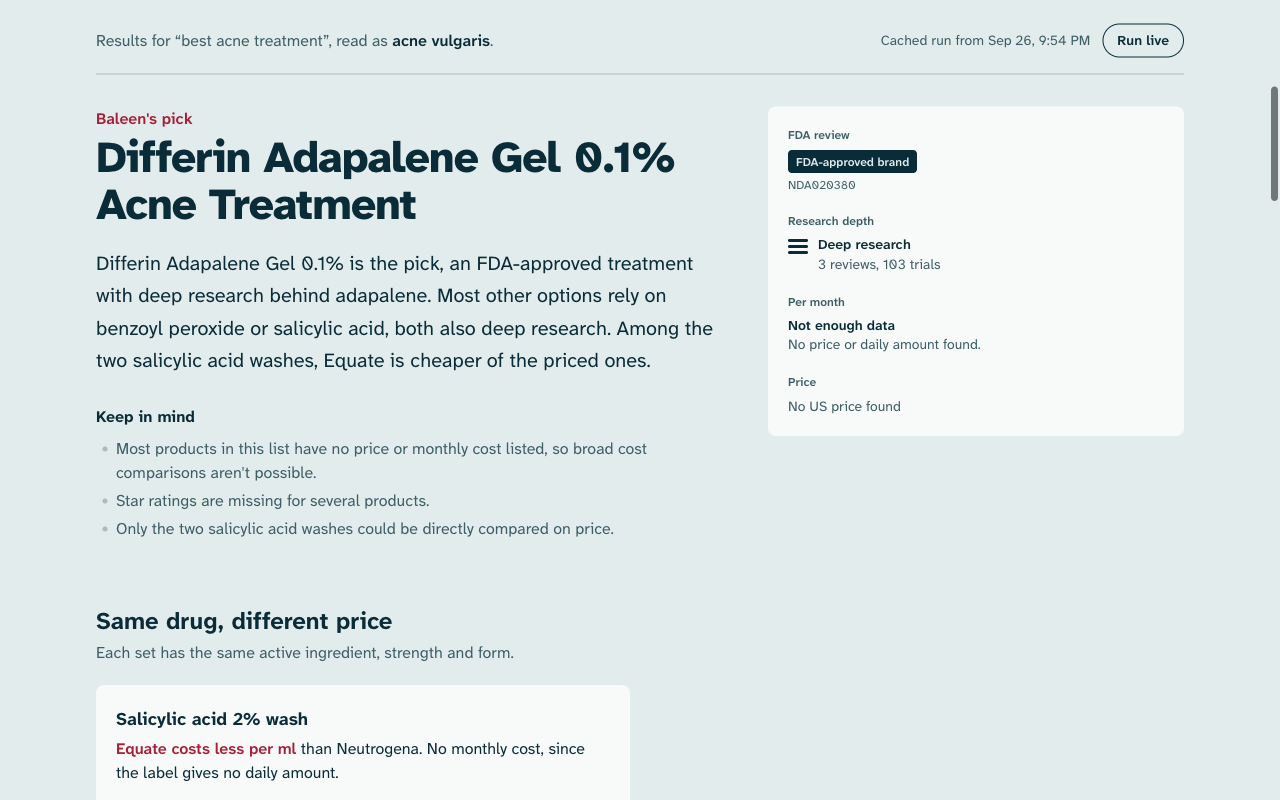 Results for “best acne treatment”, read as acne vulgaris.
Cached run from Sep 26, 9:54 PM
Run live
Baleen's pick
Differin Adapalene Gel 0.1%
Acne Treatment
Differin Adapalene Gel 0.1% is the pick, an FDA-approved treatment
with deep research behind adapalene. Most other options rely on
benzoyl peroxide or salicylic acid, both also deep research. Among the
two salicylic acid washes, Equate is cheaper of the priced ones.
Keep in mind
Most products in this list have no price or monthly cost listed, so broad cost
comparisons aren't possible.
Star ratings are missing for several products.
Only the two salicylic acid washes could be directly compared on price.
FDA review
FDA-approved brand
NDA020380
Research depth
Deep research
3 reviews, 103 trials
Per month
Not enough data
No price or daily amount found.
Price
No US price found
Same drug, different price
Each set has the same active ingredient, strength and form.
Salicylic acid 2% wash
Equate costs less per ml than Neutrogena. No monthly cost, since
the label gives no daily amount.